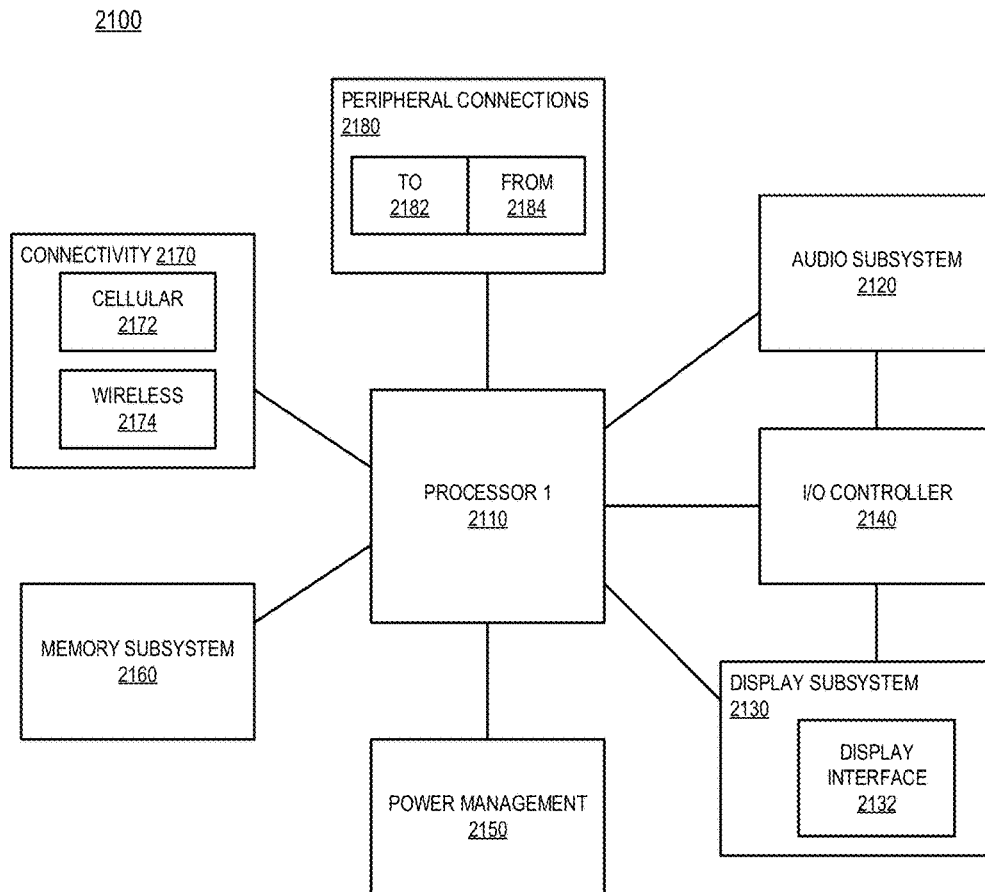 2100
PERIPHERAL CONNECTIONS
2180
TO
2182
FROM
2184
CONNECTIVITY 2170
CELLULAR
2172
WIRELESS
2174
AUDIO SUBSYSTEM
2120
PROCESSOR 1
2110
I/O CONTROLLER
2140
MEMORY SUBSYSTEM
2160
DISPLAY SUBSYSTEM
2130
DISPLAY
INTERFACE
2132
POWER MANAGEMENT
2150